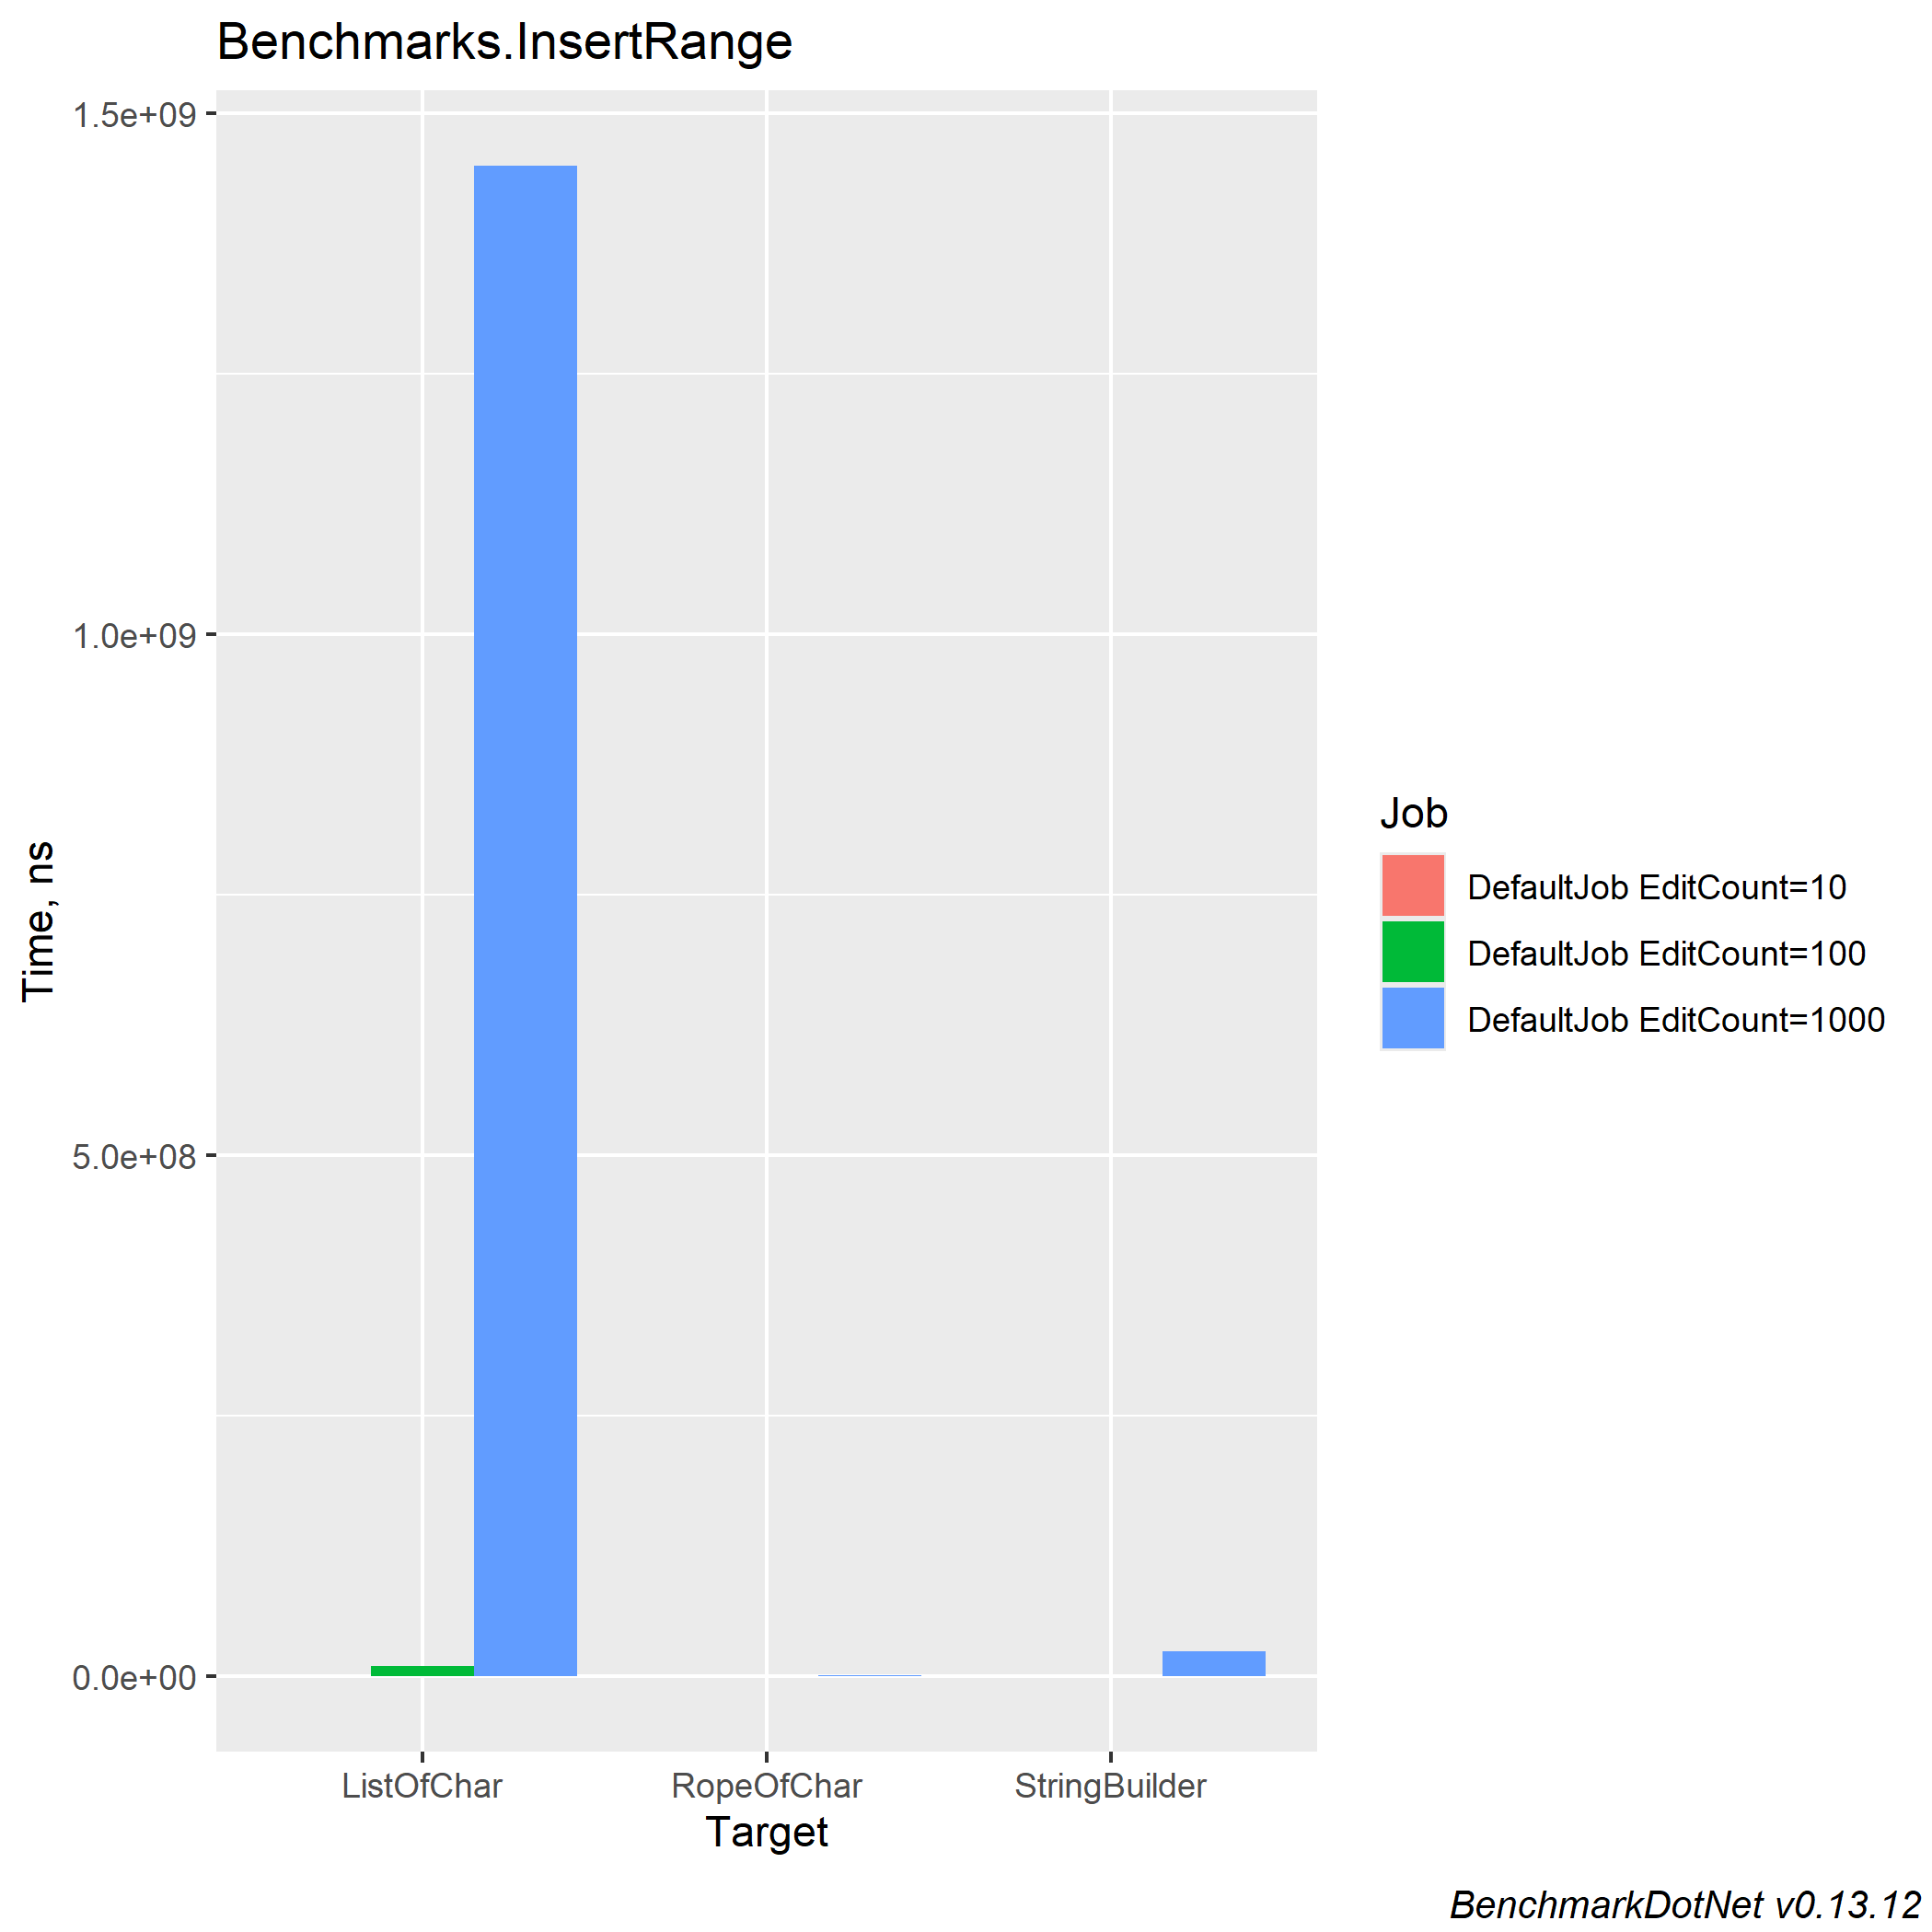 Benchmarks.InsertRange
1.5e+09
1.0e+09
5.0e+08
0.0e+00
Time, ns
ListOfChar RopeOfChar StringBuilder
Target
Job
DefaultJob EditCount=10
DefaultJob EditCount=100
DefaultJob EditCount=1000
BenchmarkDotNet v0.13.12